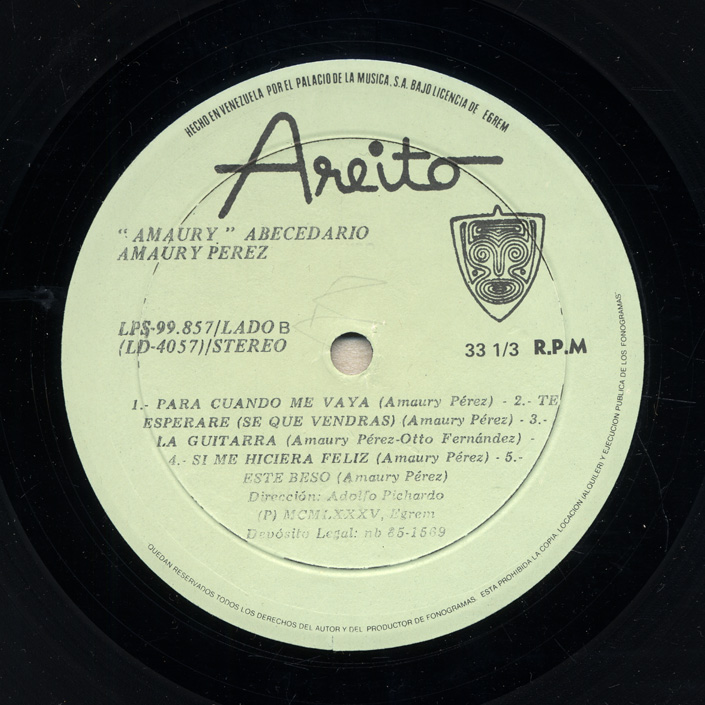 HECHO EN VENEZUELA POR EL PALACIO DE LA MUSICA, S.A. BAJO LICENCIA DE EGREM
Areito
“ AMAURY ” ABECEDARIO
AMAURY PEREZ
LPS-99.857/LADO B
(LD-4057)/STEREO
33 1/3 R.P.M
1.- PARA CUANDO ME VAYA (Amaury Pérez) - 2.- TE
ESPERARE (SE QUE VENDRAS) (Amaury Pérez) - 3.-
LA GUITARRA (Amaury Pérez-Otto Fernández) -
4.- SI ME HICIERA FELIZ (Amaury Pérez) - 5.-
ESTE BESO (Amaury Pérez)
Dirección: Adolfo Pichardo
(P) MCMLXXXV, Egrem
Depósito Legal: nb 85-1569
QUEDAN RESERVADOS TODOS LOS DERECHOS DEL AUTOR Y DEL PRODUCTOR DE FONOGRAMAS. ESTA PROHIBIDA LA COPIA, LOCACION (ALQUILER) Y EJECUCION PUBLICA DE LOS FONOGRAMAS